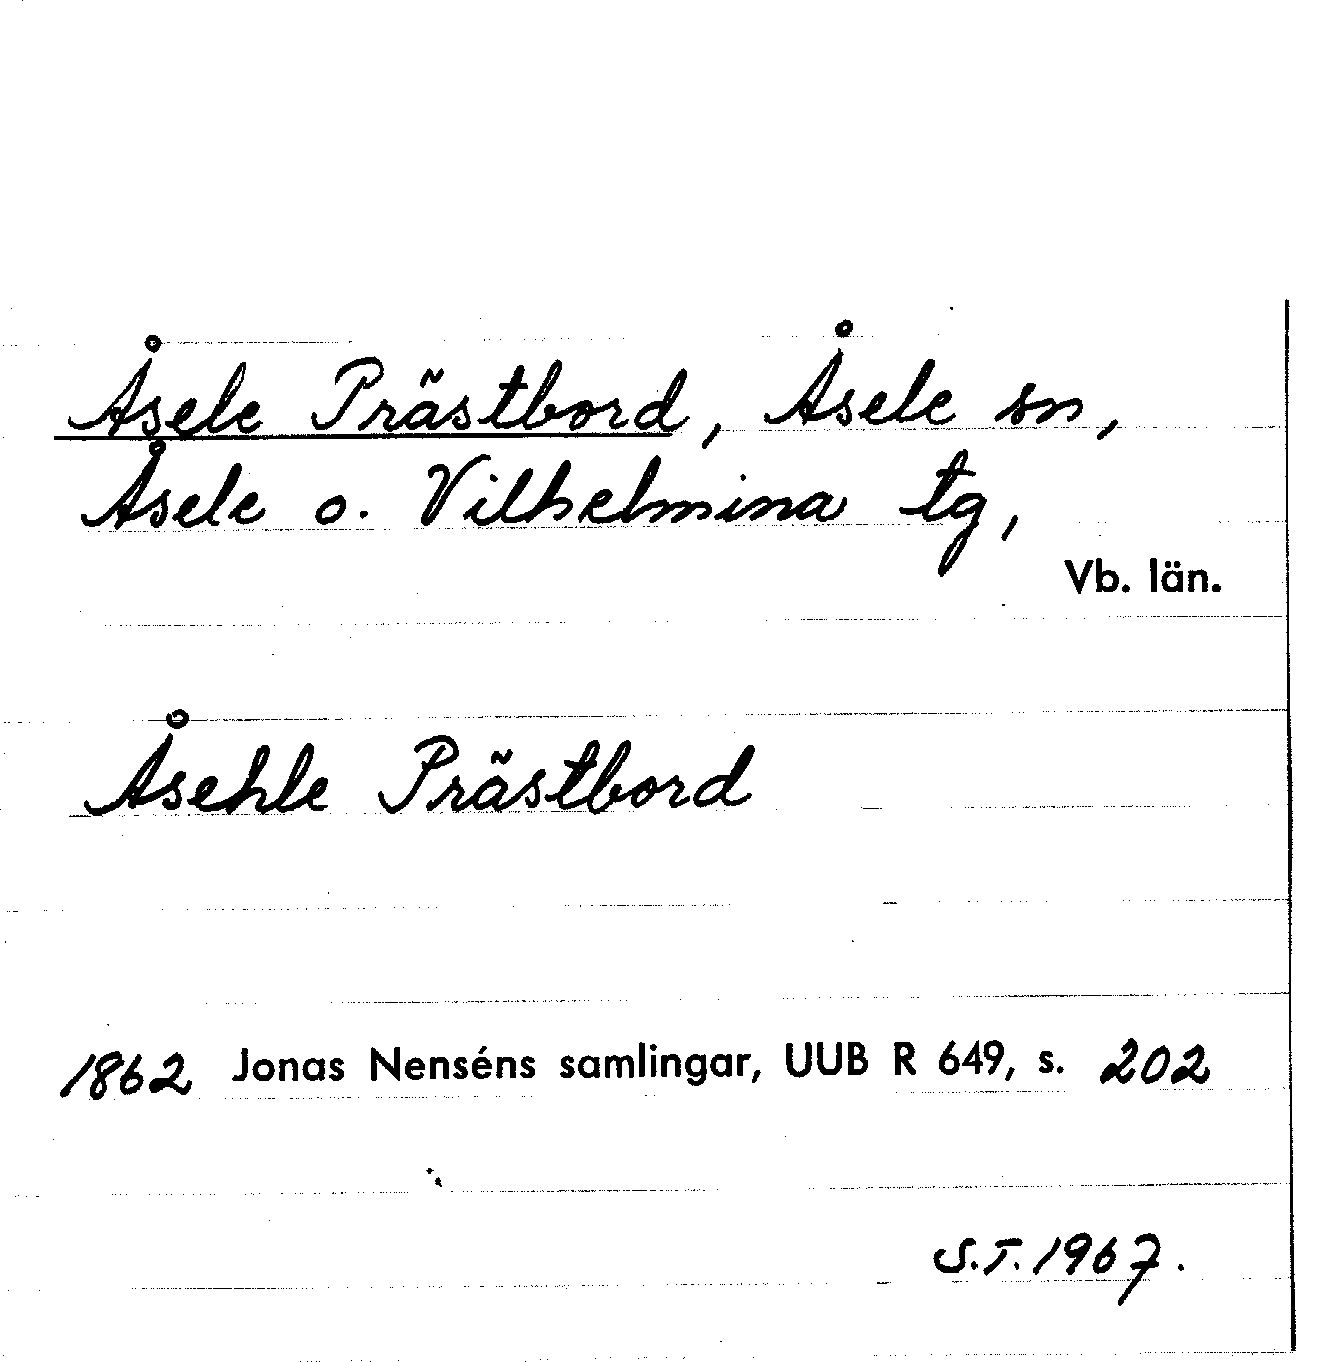 Åsele Prästbord, Åsele sn,
Åsele o. Vilhelmina tg,
Vb. län.
Åsehle Prästbord
1862 Jonas Nenséns samlingar, UUB R 649, s. 202
S.T. 1967.